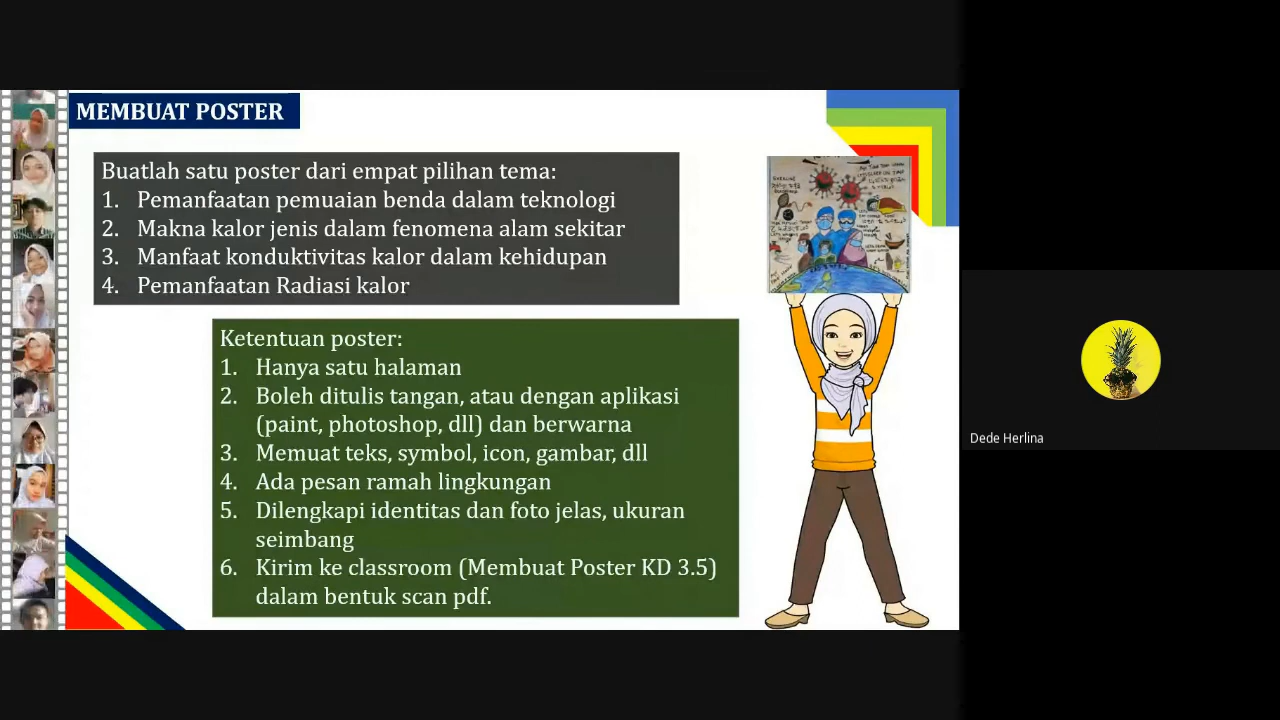 MEMBUAT POSTER
Buatlah satu poster dari empat pilihan tema:
1. Pemanfaatan pemuaian benda dalam teknologi
2. Makna kalor jenis dalam fenomena alam sekitar
3. Manfaat konduktivitas kalor dalam kehidupan
4. Pemanfaatan Radiasi kalor
Ketentuan poster:
1. Hanya satu halaman
2. Boleh ditulis tangan, atau dengan aplikasi
(paint, photoshop, dll) dan berwarna
3. Memuat teks, symbol, icon, gambar, dll
4. Ada pesan ramah lingkungan
5. Dilengkapi identitas dan foto jelas, ukuran
seimbang
6. Kirim ke classroom (Membuat Poster KD 3.5)
dalam bentuk scan pdf.
Dede Herlina